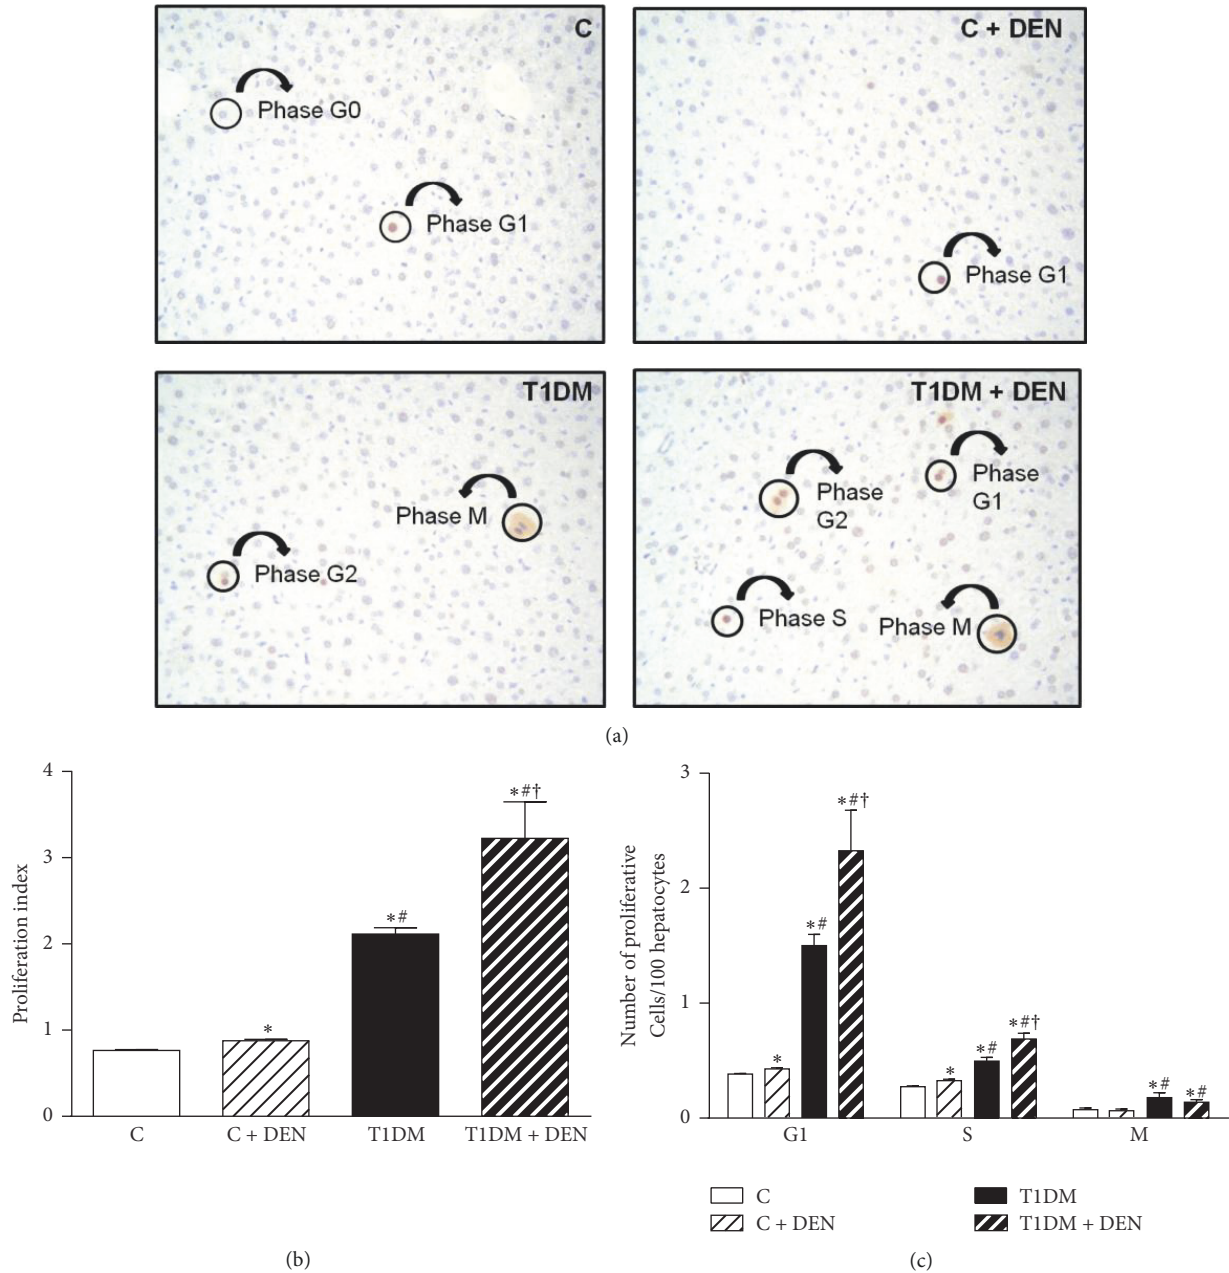 C
Phase G0
Phase G1
C + DEN
Phase G1
T1DM
Phase M
Phase G2
T1DM + DEN
Phase
G2
Phase
G1
Phase S
Phase M
(a)
Proliferation index
4
3
2
1
0
*
*#
*#†
C
C + DEN
T1DM
T1DM + DEN
(b)
Number of proliferative
Cells/100 hepatocytes
3
2
1
0
*
*#
*#†
*
*#
*#†
*#
*#
G1
S
M
C
C + DEN
T1DM
T1DM + DEN
(c)